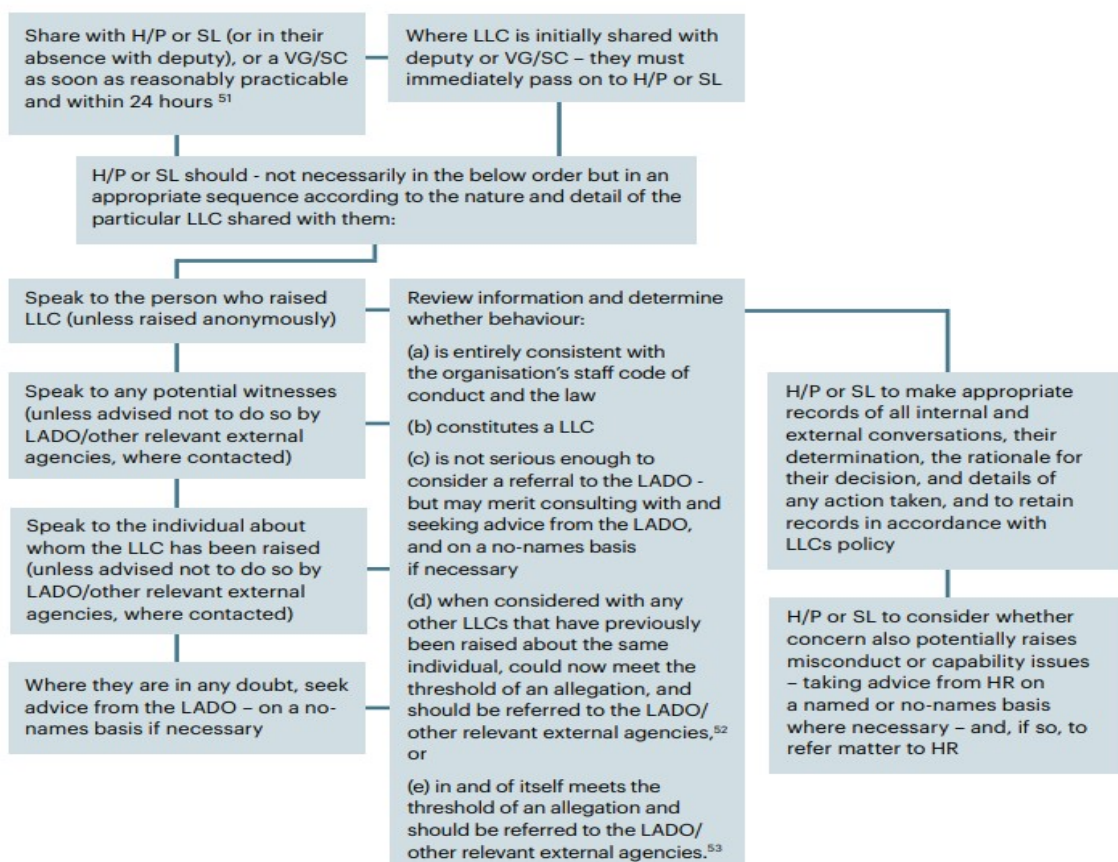 Share with H/P or SL (or in their
absence with deputy), or a VG/SC
as soon as reasonably practicable
and within 24 hours 51
Where LLC is initially shared with
deputy or VG/SC – they must
immediately pass on to H/P or SL
H/P or SL should - not necessarily in the below order but in an
appropriate sequence according to the nature and detail of the
particular LLC shared with them:
Speak to the person who raised
LLC (unless raised anonymously)
Speak to any potential witnesses
(unless advised not to do so by
LADO/other relevant external
agencies, where contacted)
Speak to the individual about
whom the LLC has been raised
(unless advised not to do so by
LADO/other relevant external
agencies, where contacted)
Where they are in any doubt, seek
advice from the LADO – on a no-
names basis if necessary
Review information and determine
whether behaviour:
(a) is entirely consistent with
the organisation's staff code of
conduct and the law
(b) constitutes a LLC
(c) is not serious enough to
consider a referral to the LADO -
but may merit consulting with and
seeking advice from the LADO,
and on a no-names basis
if necessary
(d) when considered with any
other LLCs that have previously
been raised about the same
individual, could now meet the
threshold of an allegation, and
should be referred to the LADO/
other relevant external agencies,52
or
(e) in and of itself meets the
threshold of an allegation and
should be referred to the LADO/
other relevant external agencies.53
H/P or SL to make appropriate
records of all internal and
external conversations, their
determination, the rationale for
their decision, and details of
any action taken, and to retain
records in accordance with
LLCs policy
H/P or SL to consider whether
concern also potentially raises
misconduct or capability issues
– taking advice from HR on
a named or no-names basis
where necessary – and, if so, to
refer matter to HR